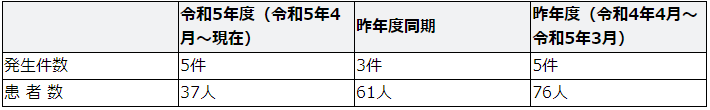 令和5年度（令和5年4月～現在） 昨年度同期 昨年度（令和4年4月～令和5年3月）
発生件数 5件 3件 5件
患 者 数 37人 61人 76人